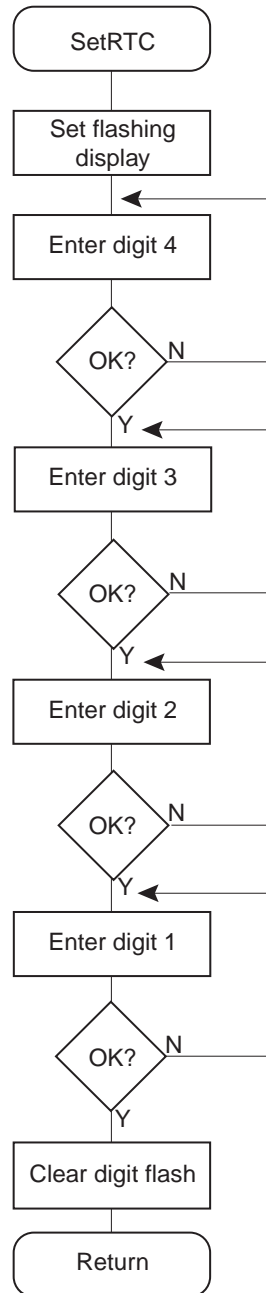 SetRTC
Set flashing
display
Enter digit 4
OK?
N
Y
Enter digit 3
OK?
N
Y
Enter digit 2
OK?
N
Y
Enter digit 1
OK?
N
Y
Clear digit flash
Return